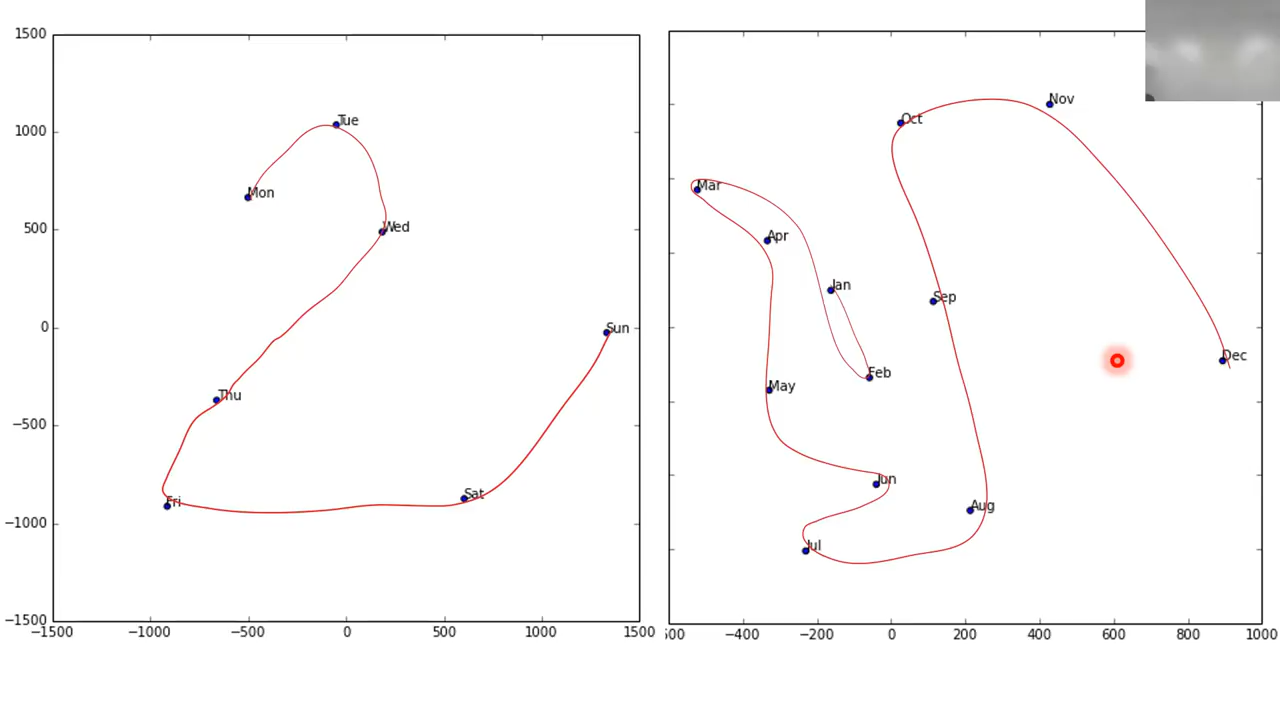 1500
1000
500
0
−500
−1000
−1500
−1500
−1000
−500
0
500
1000
1500
Mon
Tue
Wed
Thu
Fri
Sat
Sun
−400
−200
0
200
400
600
800
1000
Jan
Feb
Mar
Apr
May
Jun
Jul
Aug
Sep
Oct
Nov
Dec